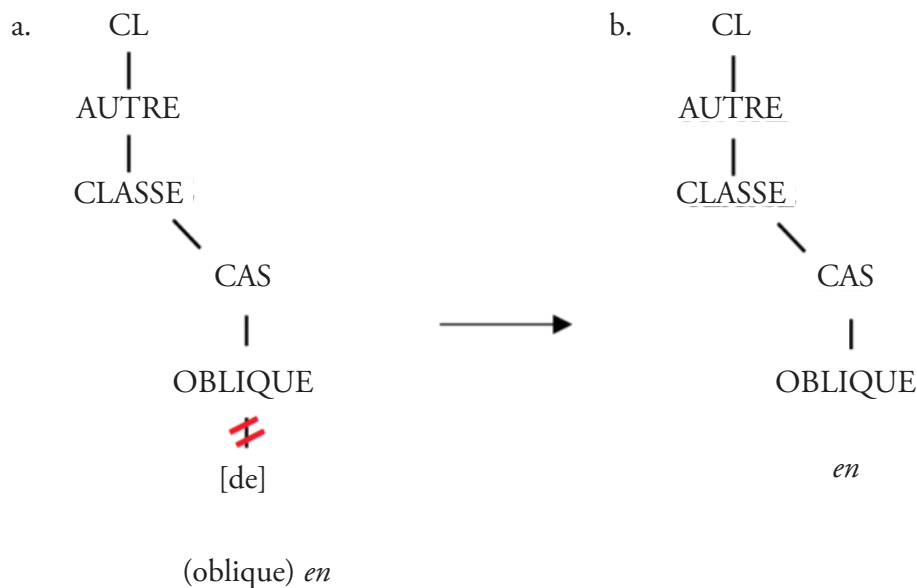 a. CL b. CL
AUTRE AUTRE
CLASSE CLASSE
CAS CAS
OBLIQUE OBLIQUE
[de]
en
(oblique) en